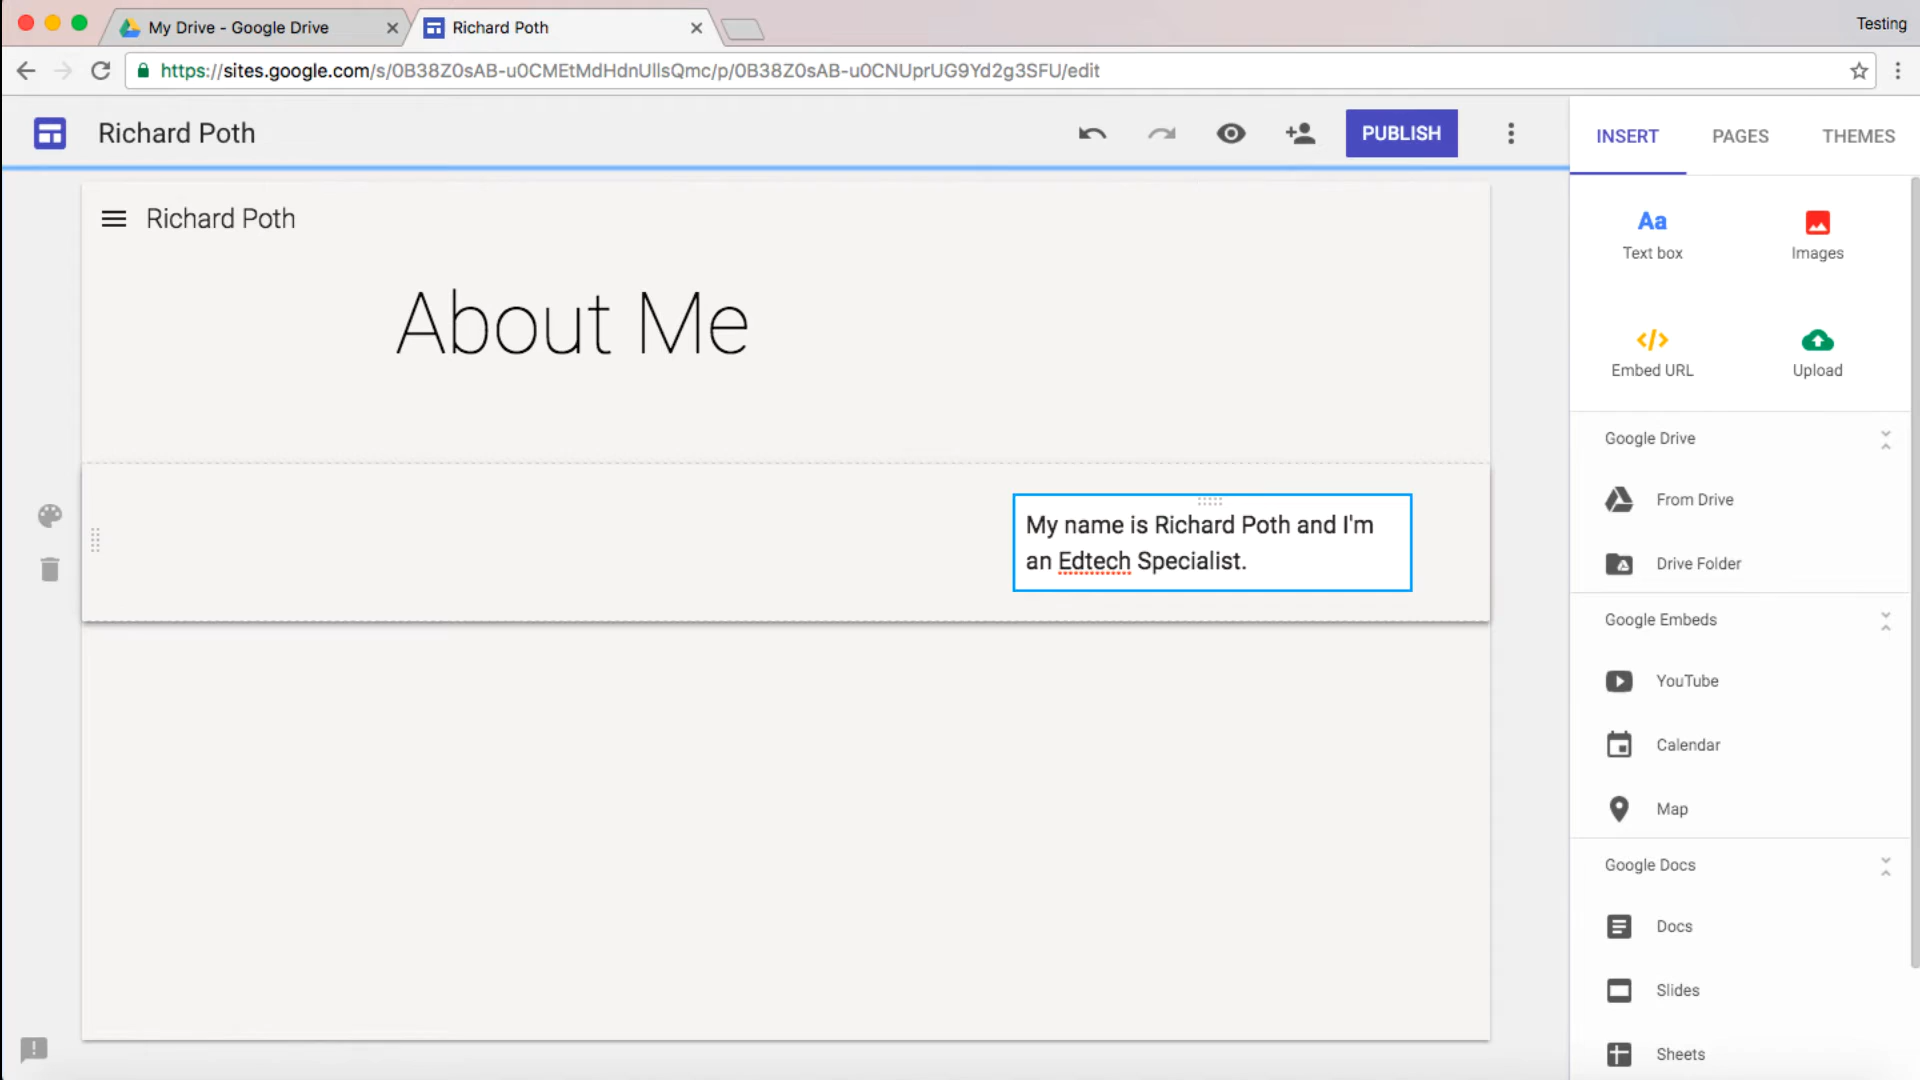 My Drive - Google Drive
Richard Poth
Testing
https://sites.google.com/s/0B38Z0sAB-u0CMEtMdHdnUllsQmc/p/0B38Z0sAB-u0CNUprUG9Yd2g3SFU/edit
Richard Poth
PUBLISH
INSERT
PAGES
THEMES
Richard Poth
About Me
My name is Richard Poth and I'm
an Edtech Specialist.
Aa
Text box
Images
Embed URL
Upload
Google Drive
From Drive
Drive Folder
Google Embeds
YouTube
Calendar
Map
Google Docs
Docs
Slides
Sheets